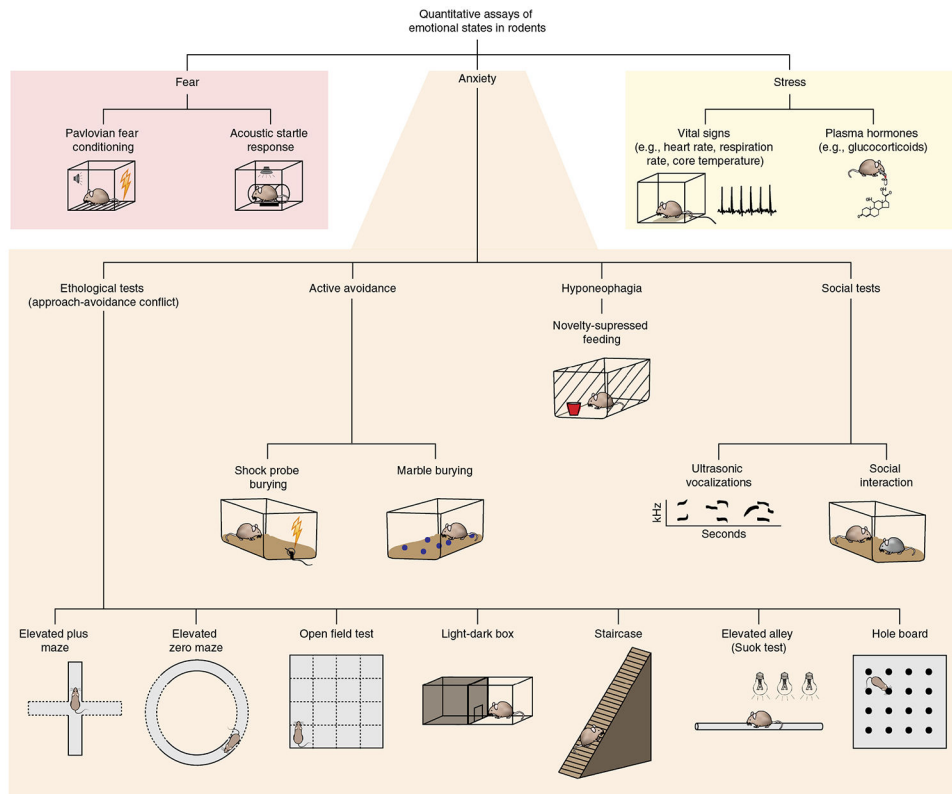 Quantitative assays of
emotional states in rodents
Fear
Anxiety
Stress
Pavlovian fear
conditioning
Acoustic startle
response
Vital signs
(e.g., heart rate, respiration
rate, core temperature)
Plasma hormones
(e.g., glucocorticoids)
Ethological tests
(approach-avoidance conflict)
Active avoidance
Hyponeophagia
Social tests
Novelty-supressed
feeding
Shock probe
burying
Marble burying
Ultrasonic
vocalizations
kHz
Seconds
Social
interaction
Elevated plus
maze
Elevated
zero maze
Open field test
Light-dark box
Staircase
Elevated alley
(Suok test)
Hole board